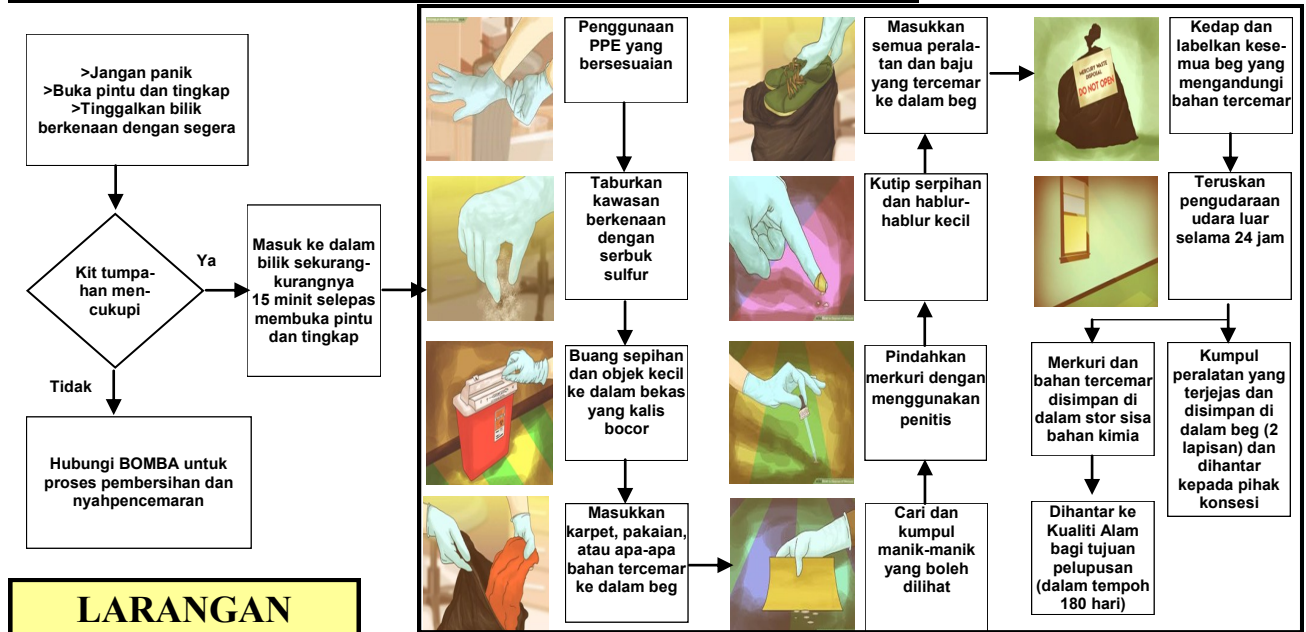 >Jangan panik
>Buka pintu dan tingkap
>Tinggalkan bilik
berkenaan dengan segera
Kit tumpa-
han men-
cukupi
Ya
Tidak
Masuk ke dalam
bilik sekurang-
kurangnya
15 minit selepas
membuka pintu
dan tingkap
Hubungi BOMBA untuk
proses pembersihan dan
nyahpencemaran
Penggunaan
PPE yang
bersesuaian
Taburkan
kawasan
berkenaan
dengan
serbuk
sulfur
Buang sepihan
dan objek kecil
ke dalam bekas
yang kalis
bocor
Masukkan
karpet, pakaian,
atau apa-apa
bahan tercemar
ke dalam beg
Cari dan
kumpul
manik-manik
yang boleh
dilihat
Pindahkan
merkuri dengan
menggunakan
penitis
Kutip serpihan
dan hablur-
hablur kecil
Masukkan
semua perala-
tan dan baju
yang tercemar
ke dalam beg
MERCURY WASTE
DISPOSAL
DO NOT OPEN
Kedap dan
labelkan kese-
mua beg yang
mengandungi
bahan tercemar
Teruskan
pengudaraan
udara luar
selama 24 jam
Merkuri dan
bahan tercemar
disimpan di
dalam stor sisa
bahan kimia
Dihantar ke
Kualiti Alam
bagi tujuan
pelupusan
(dalam tempoh
180 hari)
Kumpul
peralatan yang
terjejas dan
disimpan di
dalam beg (2
lapisan) dan
dihantar
kepada pihak
konsesi
LARANGAN